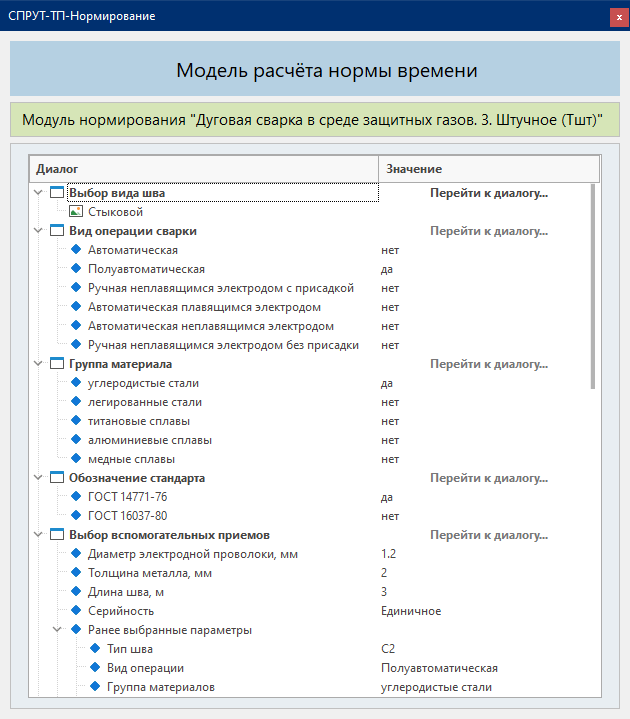 СПРУТ-ТП-Нормирование
x
Модель расчёта нормы времени
Модуль нормирования "Дуговая сварка в среде защитных газов. 3. Штучное (Тшт)"
Диалог Значение
Выбор вида шва Перейти к диалогу...
Стыковой
Вид операции сварки Перейти к диалогу...
Автоматическая нет
Полуавтоматическая да
Ручная неплавящимся электродом с присадкой нет
Автоматическая плавящимся электродом нет
Автоматическая неплавящимся электродом нет
Ручная неплавящимся электродом без присадки нет
Группа материала Перейти к диалогу...
углеродистые стали да
легированные стали нет
титановые сплавы нет
алюминиевые сплавы нет
медные сплавы нет
Обозначение стандарта Перейти к диалогу...
ГОСТ 14771-76 да
ГОСТ 16037-80 нет
Выбор вспомогательных приемов Перейти к диалогу...
Диаметр электродной проволоки, мм 1.2
Толщина металла, мм 2
Длина шва, м 3
Серийность Единичное
Ранее выбранные параметры
Тип шва С2
Вид операции Полуавтоматическая
Группа материалов углеродистые стали